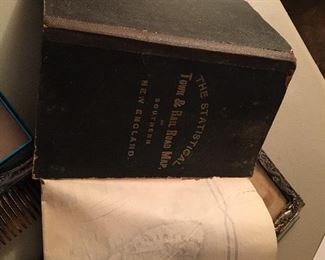 THE STATISTICAL
TOWN & RAIL ROAD MAP,
OF
SOUTHERN
NEW ENGLAND.